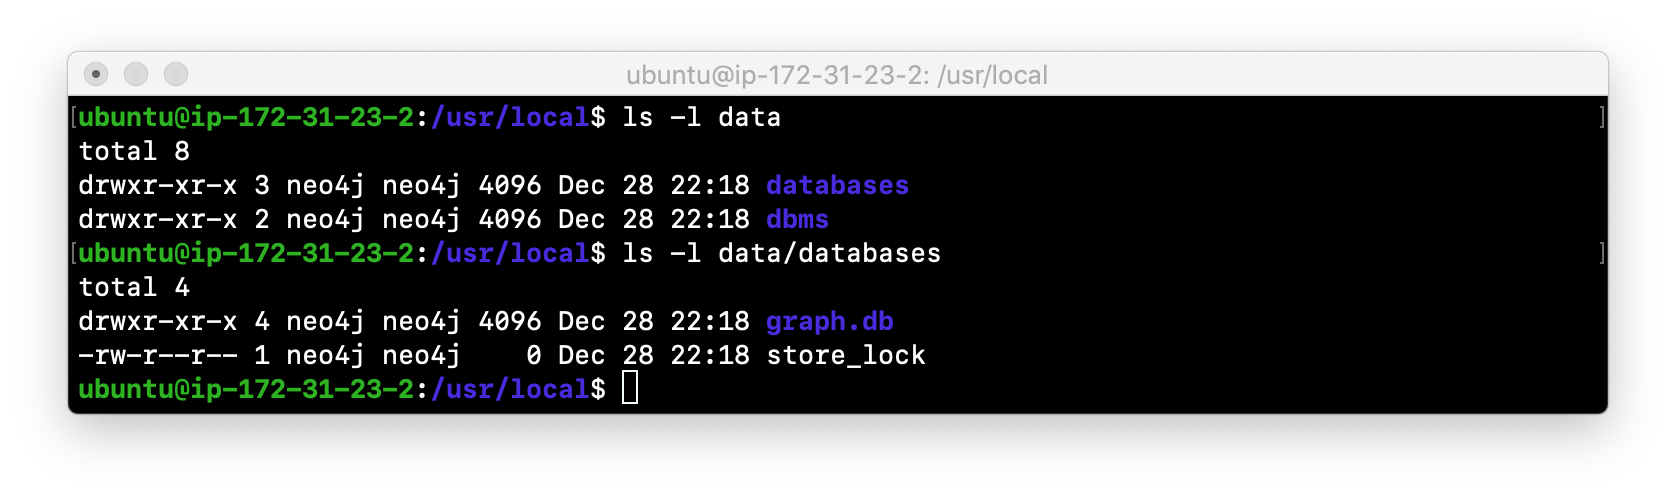 ubuntu@ip-172-31-23-2: /usr/local
[ubuntu@ip-172-31-23-2:/usr/local$ ls -l data ]
total 8
drwxr-xr-x 3 neo4j neo4j 4096 Dec 28 22:18 databases
drwxr-xr-x 2 neo4j neo4j 4096 Dec 28 22:18 dbms
[ubuntu@ip-172-31-23-2:/usr/local$ ls -l data/databases ]
total 4
drwxr-xr-x 4 neo4j neo4j 4096 Dec 28 22:18 graph.db
-rw-r--r-- 1 neo4j neo4j    0 Dec 28 22:18 store_lock
ubuntu@ip-172-31-23-2:/usr/local$